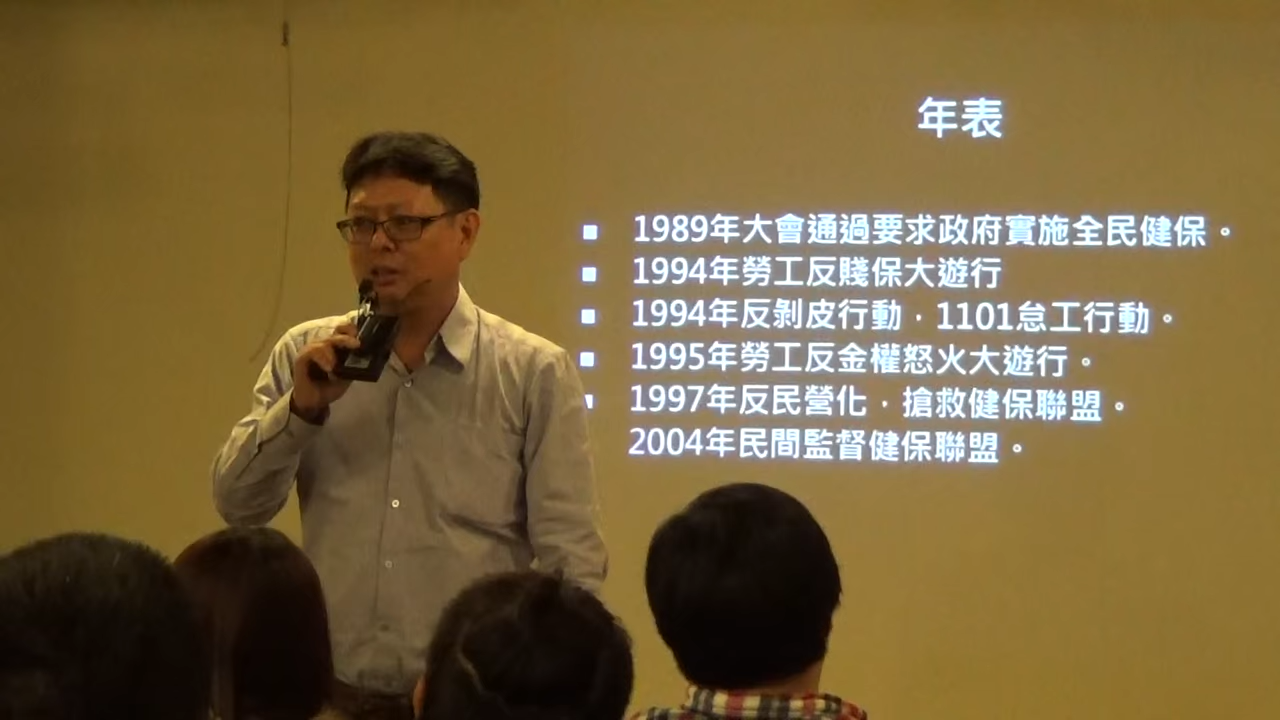 年表
■ 1989年大會通過要求政府實施全民健保。
■ 1994年勞工反賤保大遊行
■ 1994年反剝皮行動，1101怠工行動。
■ 1995年勞工反金權怒火大遊行。
■ 1997年反民營化，搶救健保聯盟。
2004年民間監督健保聯盟。